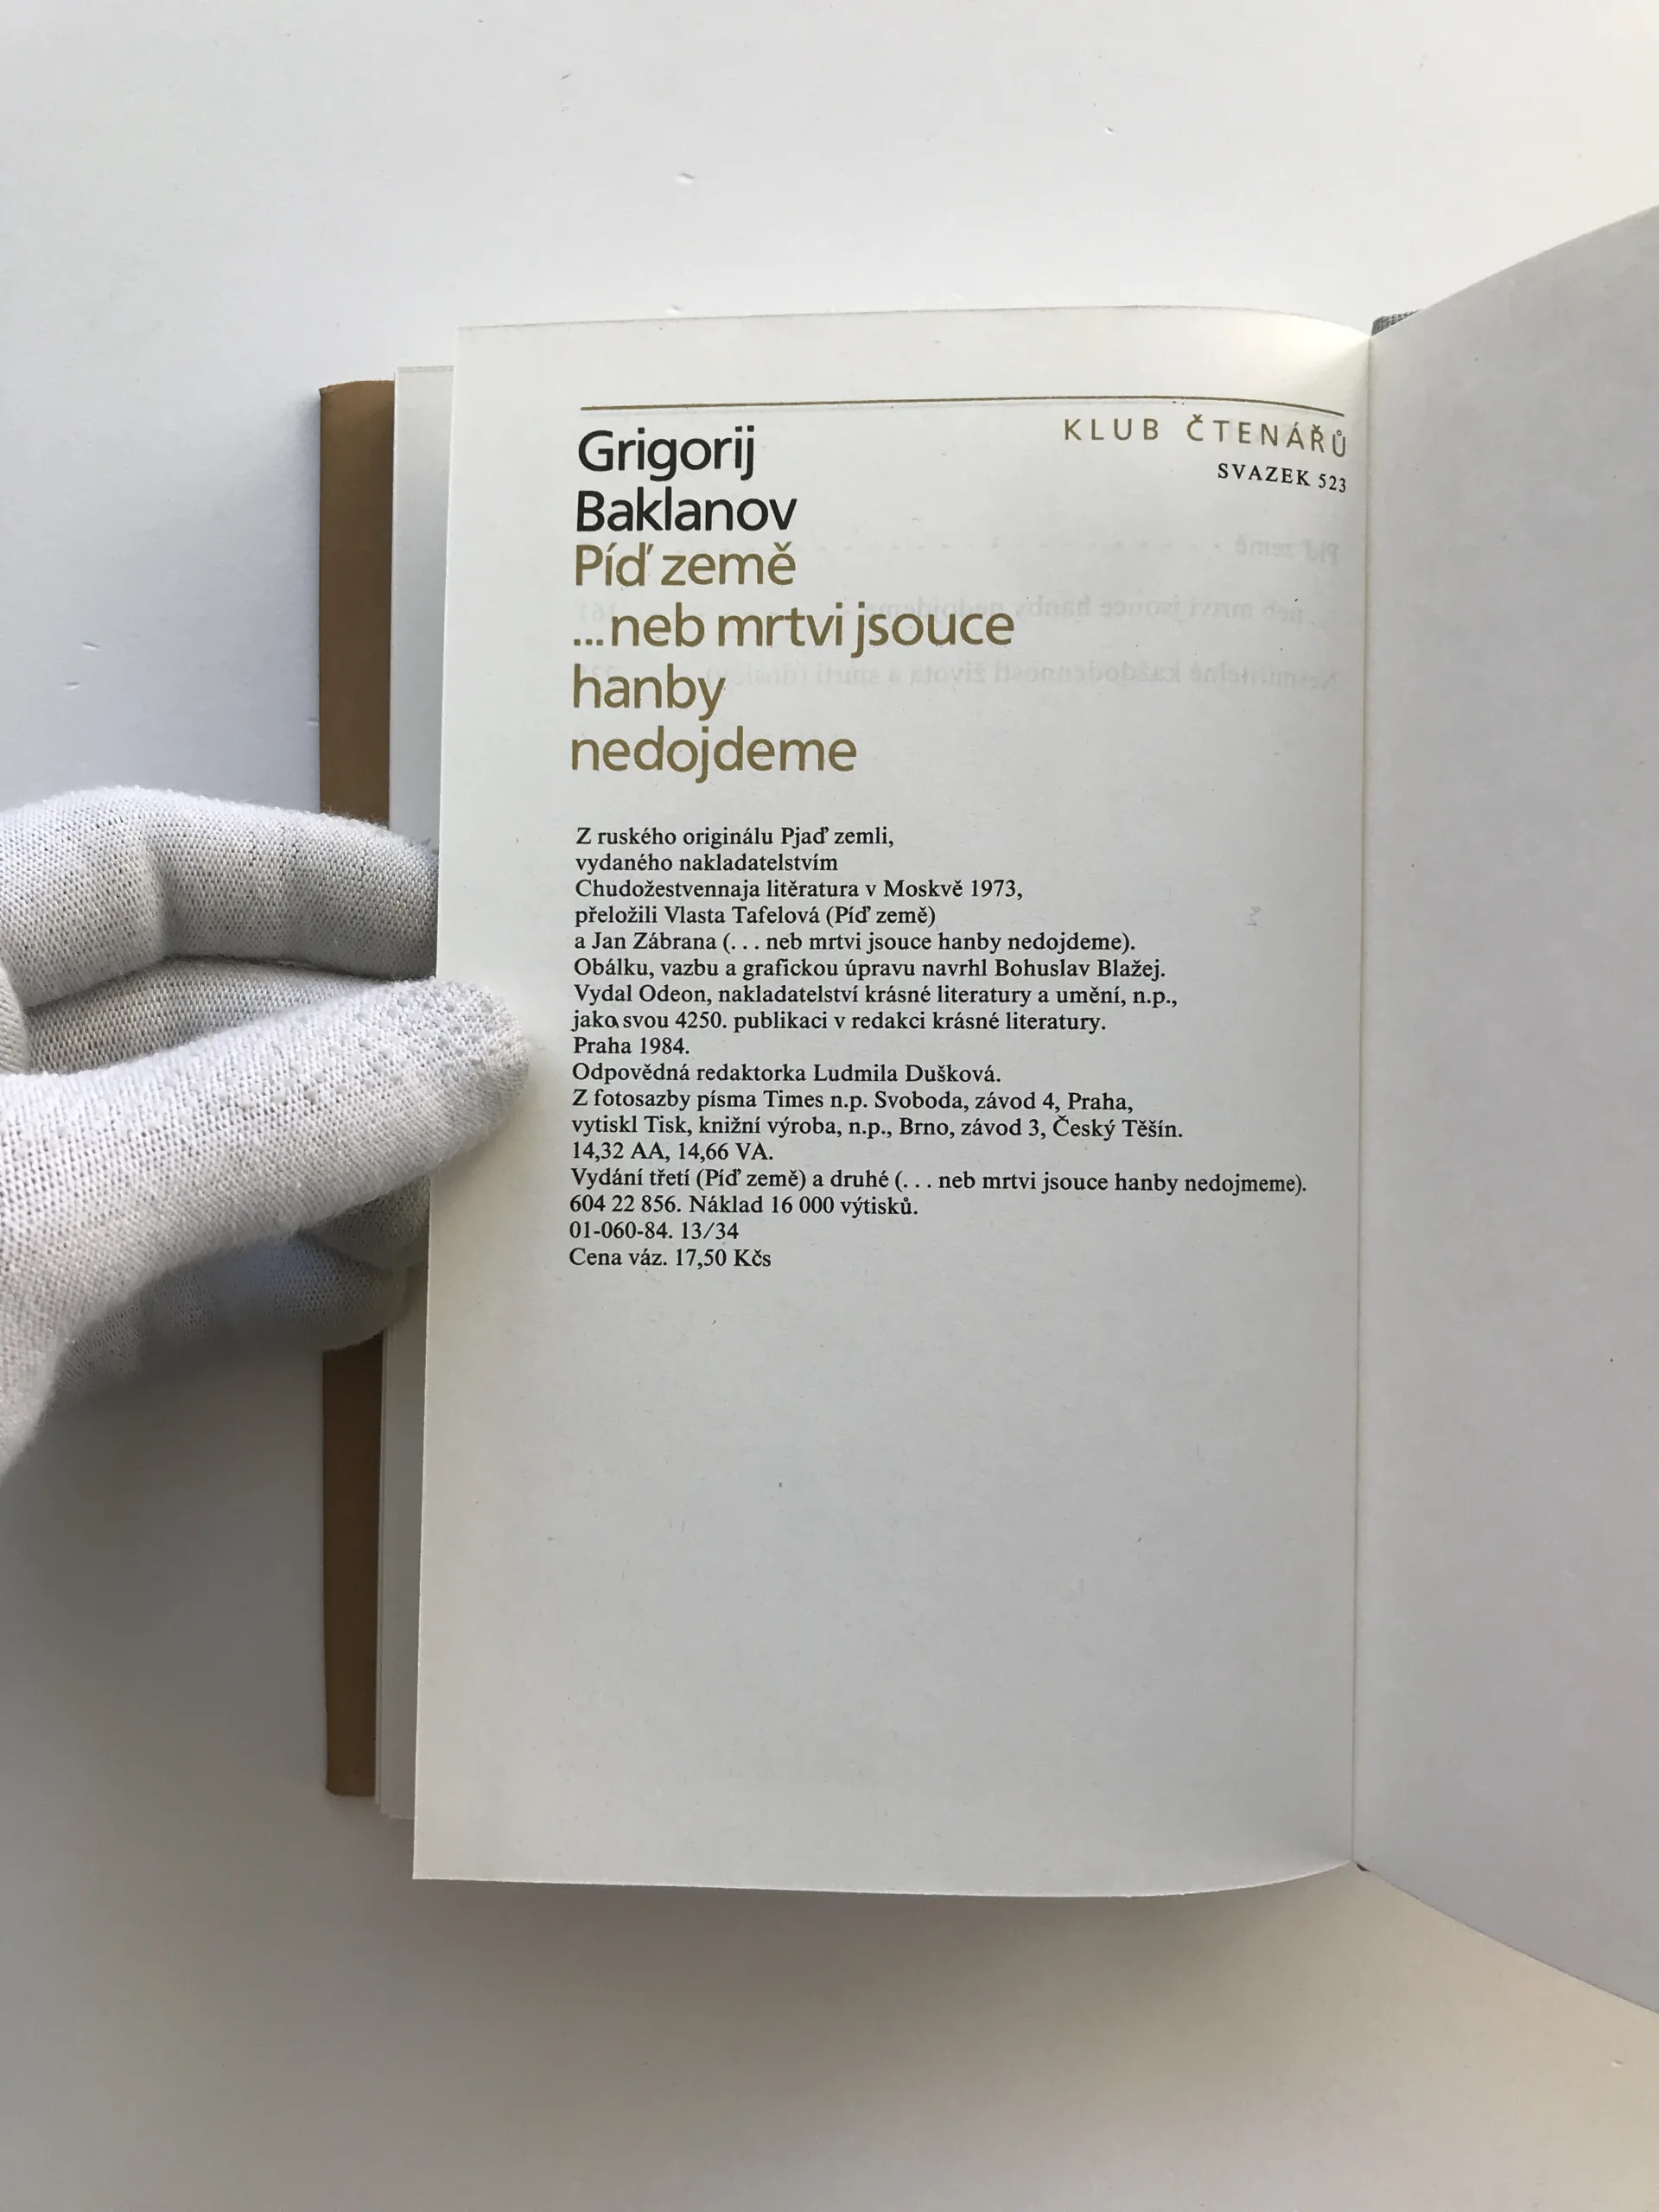 KLUB ČTENÁŘŮ
SVAZEK 523
Grigorij
Baklanov
Píď země
...neb mrtvi jsouce
hanby
nedojdeme
Z ruského originálu Pjaď zemli,
vydaného nakladatelstvím
Chudožestvennaja litěratura v Moskvě 1973,
přeložili Vlasta Tafelová (Píď země)
a Jan Zábrana (. . . neb mrtvi jsouce hanby nedojdeme).
Obálku, vazbu a grafickou úpravu navrhl Bohuslav Blažej.
Vydal Odeon, nakladatelství krásné literatury a umění, n.p.,
jako svou 4250. publikaci v redakci krásné literatury.
Praha 1984.
Odpovědná redaktorka Ludmila Dušková.
Z fotosazby písma Times n.p. Svoboda, závod 4, Praha,
vytiskl Tisk, knižní výroba, n.p., Brno, závod 3, Český Těšín.
14,32 AA, 14,66 VA.
Vydání třetí (Píď země) a druhé (. . . neb mrtvi jsouce hanby nedojmeme).
604 22 856. Náklad 16 000 výtisků.
01-060-84. 13/34
Cena váz. 17,50 Kčs